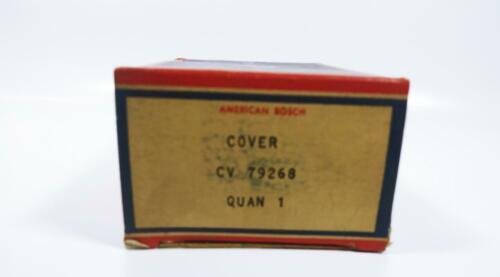 AMERICAN BOSCH
COVER
CV 79268
QUAN 1